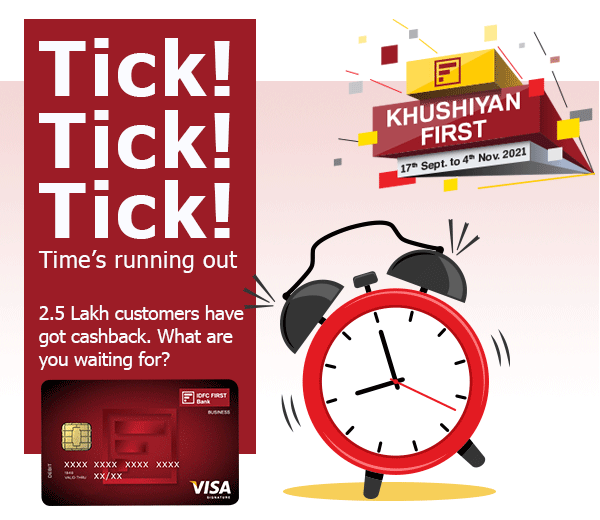 Tick!
Tick!
Tick!
Time's running out
2.5 Lakh customers have
got cashback. What are
you waiting for?
IDFC FIRST
Bank
BUSINESS
DEBIT
XXXX XXXX XXXX XXXX
VALID THRU XX/XX
VISA
SIGNATURE
KHUSHIYAN
FIRST
17th Sept. to 4th Nov. 2021